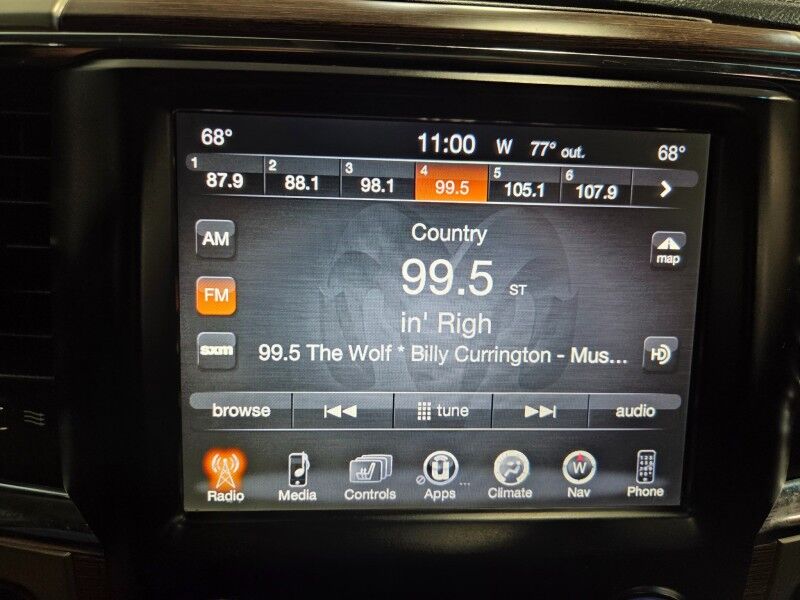 68° 11:00 W 77° out. 68°
1 2 3 4 5 6
87.9 88.1 98.1 99.5 105.1 107.9
AM Country map
99.5 ST
FM in' Righ
sxm 99.5 The Wolf * Billy Currington - Mus... HD
browse tune audio
Radio Media Controls Apps ... Climate W Nav Phone